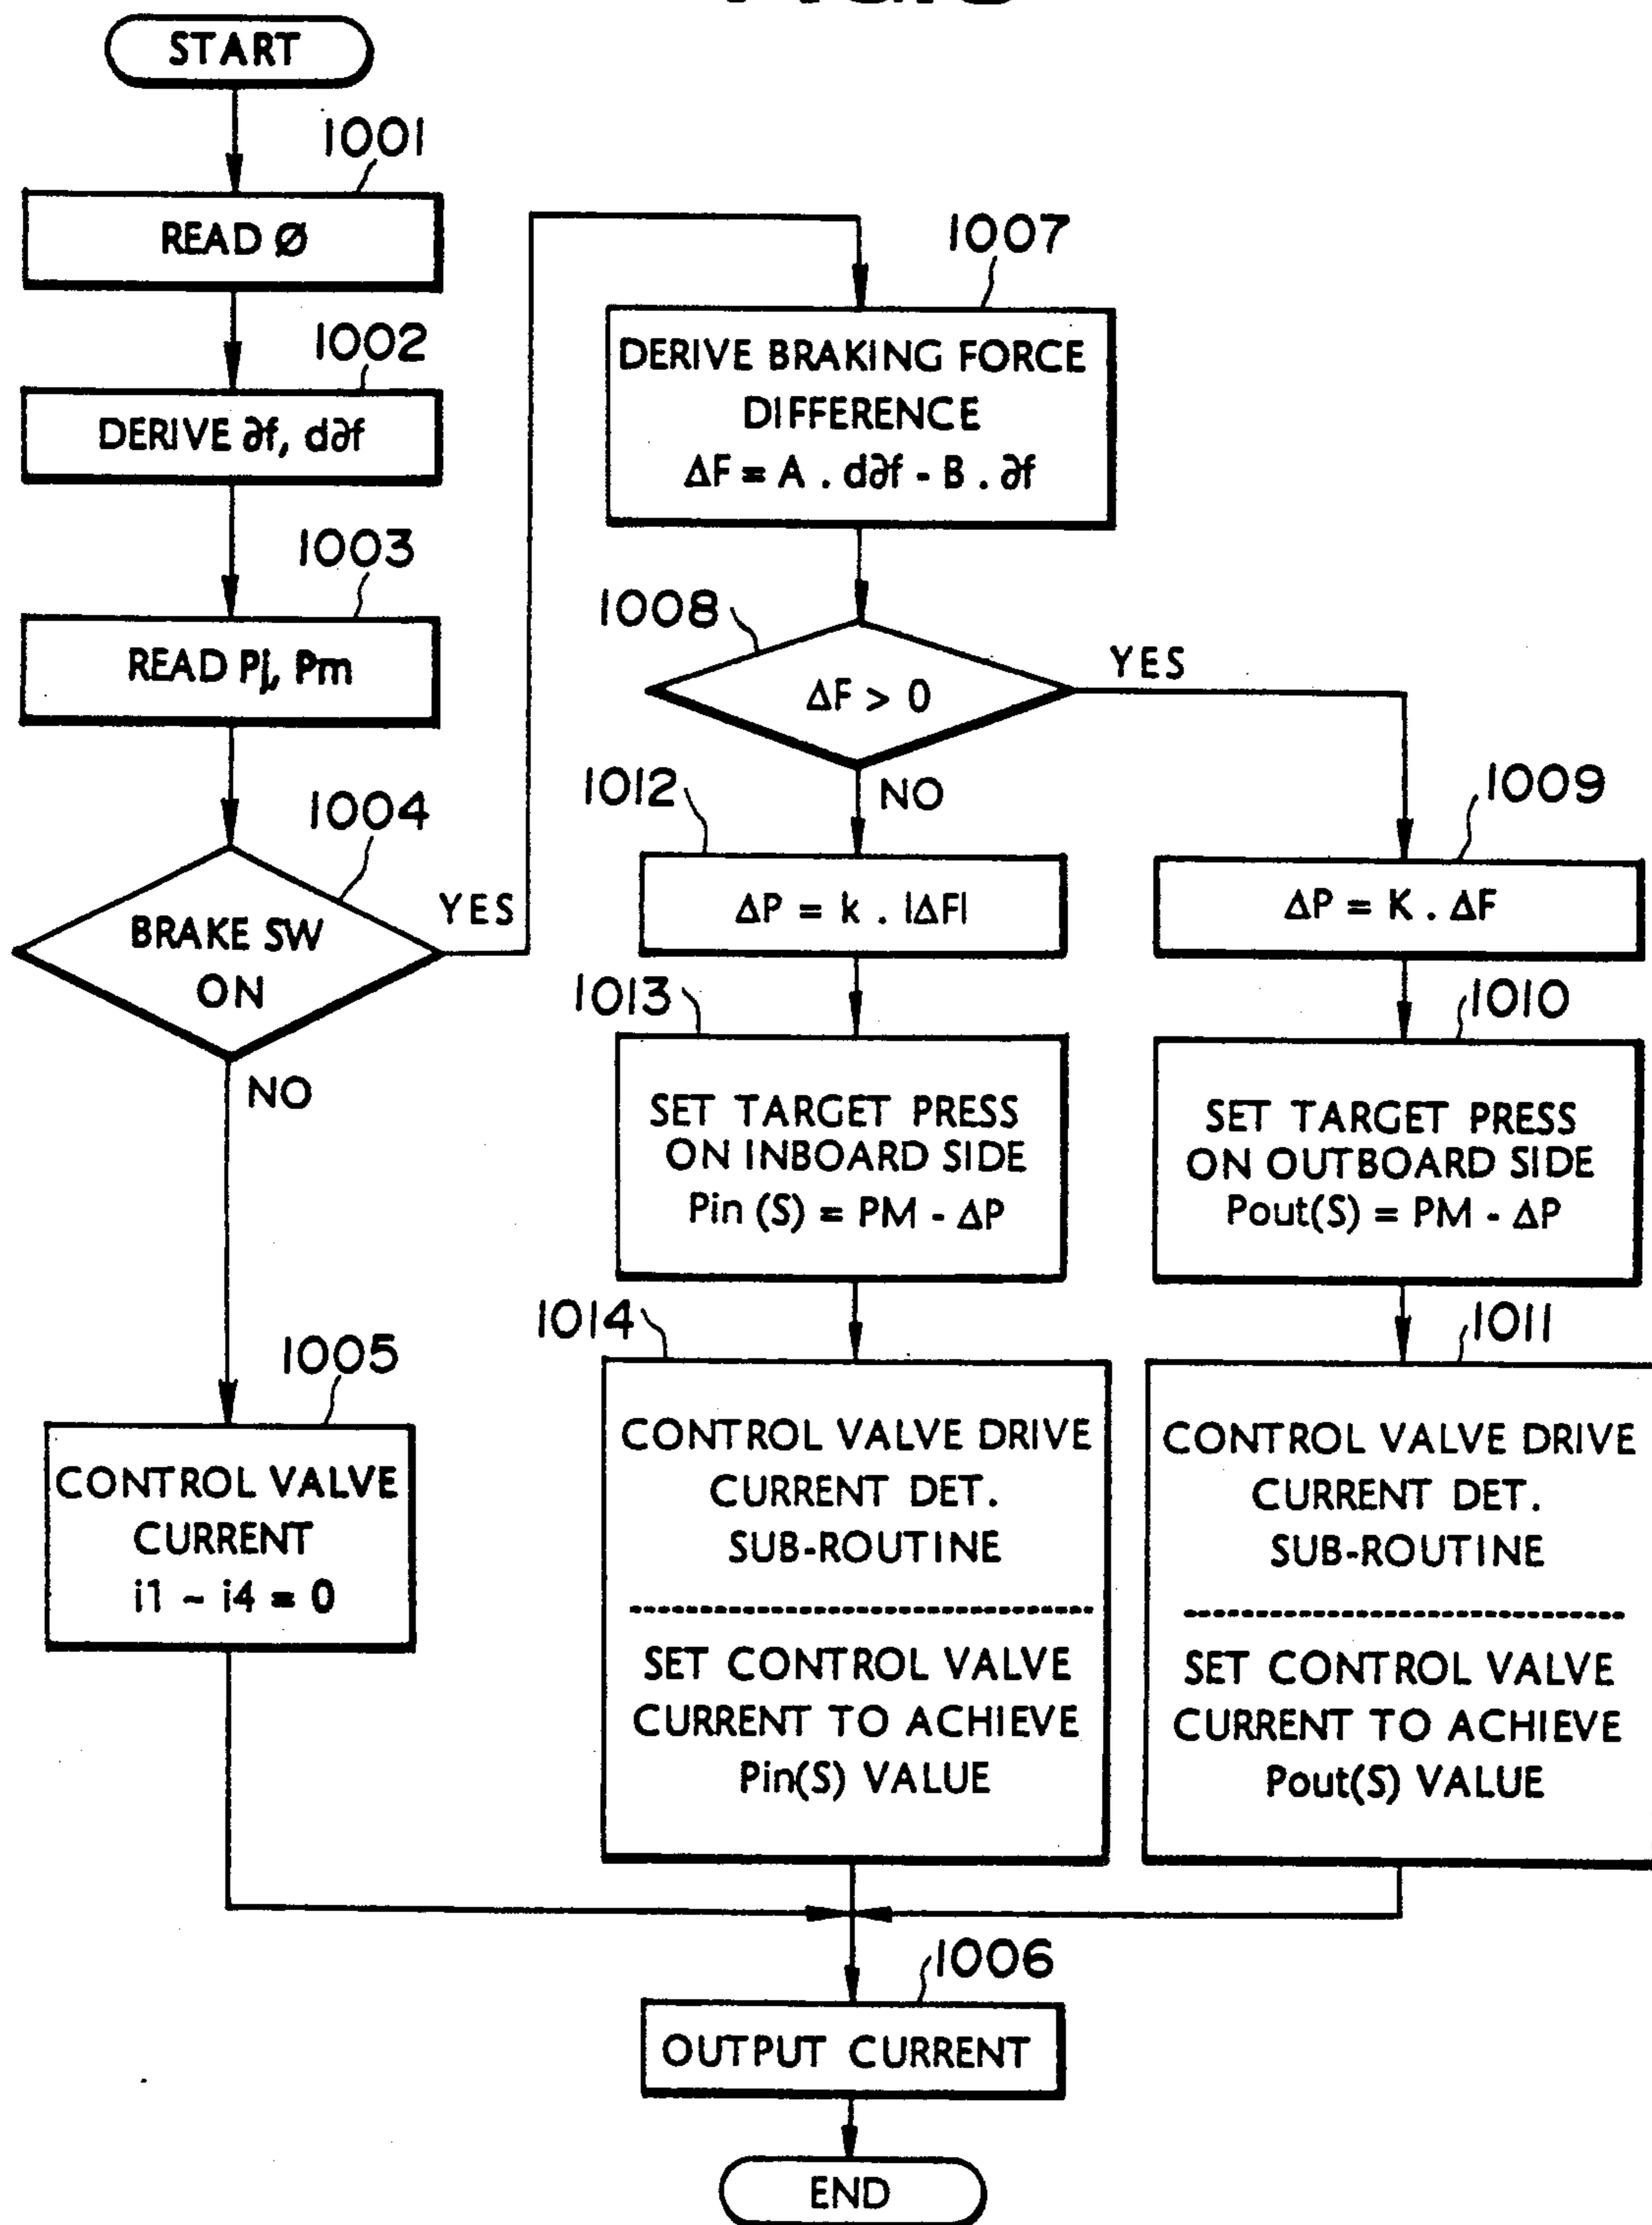 START
1001
READ Ø
1002
DERIVE ∂f, d∂f
1003
READ Pj, Pm
1004
BRAKE SW
ON
YES
NO
1005
CONTROL VALVE
CURRENT
i1 ~ i4 = 0
1007
DERIVE BRAKING FORCE
DIFFERENCE
ΔF = A . d∂f - B . ∂f
1008
ΔF > 0
YES
NO
1012
ΔP = k . |ΔF|
1013
SET TARGET PRESS
ON INBOARD SIDE
Pin (S) = PM - ΔP
1014
CONTROL VALVE DRIVE
CURRENT DET.
SUB-ROUTINE
SET CONTROL VALVE
CURRENT TO ACHIEVE
Pin(S) VALUE
1009
ΔP = K . ΔF
1010
SET TARGET PRESS
ON OUTBOARD SIDE
Pout(S) = PM - ΔP
1011
CONTROL VALVE DRIVE
CURRENT DET.
SUB-ROUTINE
SET CONTROL VALVE
CURRENT TO ACHIEVE
Pout(S) VALUE
1006
OUTPUT CURRENT
END